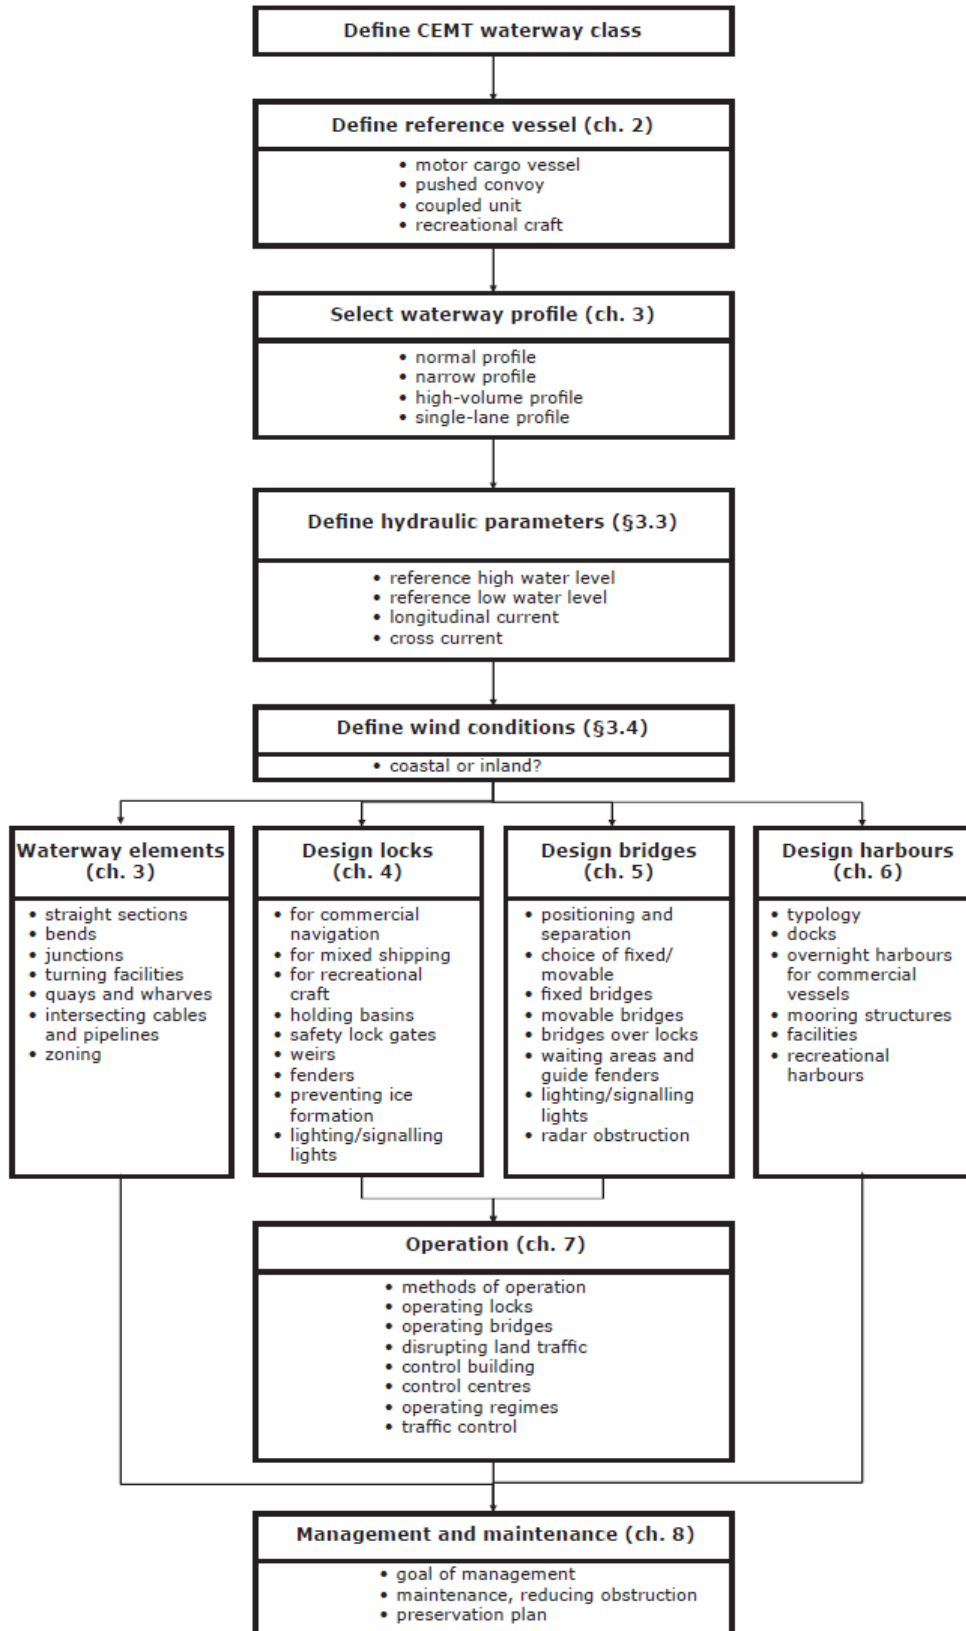 Define CEMT waterway class
Define reference vessel (ch. 2)
• motor cargo vessel
• pushed convoy
• coupled unit
• recreational craft
Select waterway profile (ch. 3)
• normal profile
• narrow profile
• high-volume profile
• single-lane profile
Define hydraulic parameters (§3.3)
• reference high water level
• reference low water level
• longitudinal current
• cross current
Define wind conditions (§3.4)
• coastal or inland?
Waterway elements
(ch. 3)
• straight sections
• bends
• junctions
• turning facilities
• quays and wharves
• intersecting cables
and pipelines
• zoning
Design locks
(ch. 4)
• for commercial
navigation
• for mixed shipping
• for recreational
craft
• holding basins
• safety lock gates
• weirs
• fenders
• preventing ice
formation
• lighting/signalling
lights
Design bridges
(ch. 5)
• positioning and
separation
• choice of fixed/
movable
• fixed bridges
• movable bridges
• bridges over locks
• waiting areas and
guide fenders
• lighting/signalling
lights
• radar obstruction
Design harbours
(ch. 6)
• typology
• docks
• overnight harbours
for commercial
vessels
• mooring structures
• facilities
• recreational
harbours
Operation (ch. 7)
• methods of operation
• operating locks
• operating bridges
• disrupting land traffic
• control building
• control centres
• operating regimes
• traffic control
Management and maintenance (ch. 8)
• goal of management
• maintenance, reducing obstruction
• preservation plan